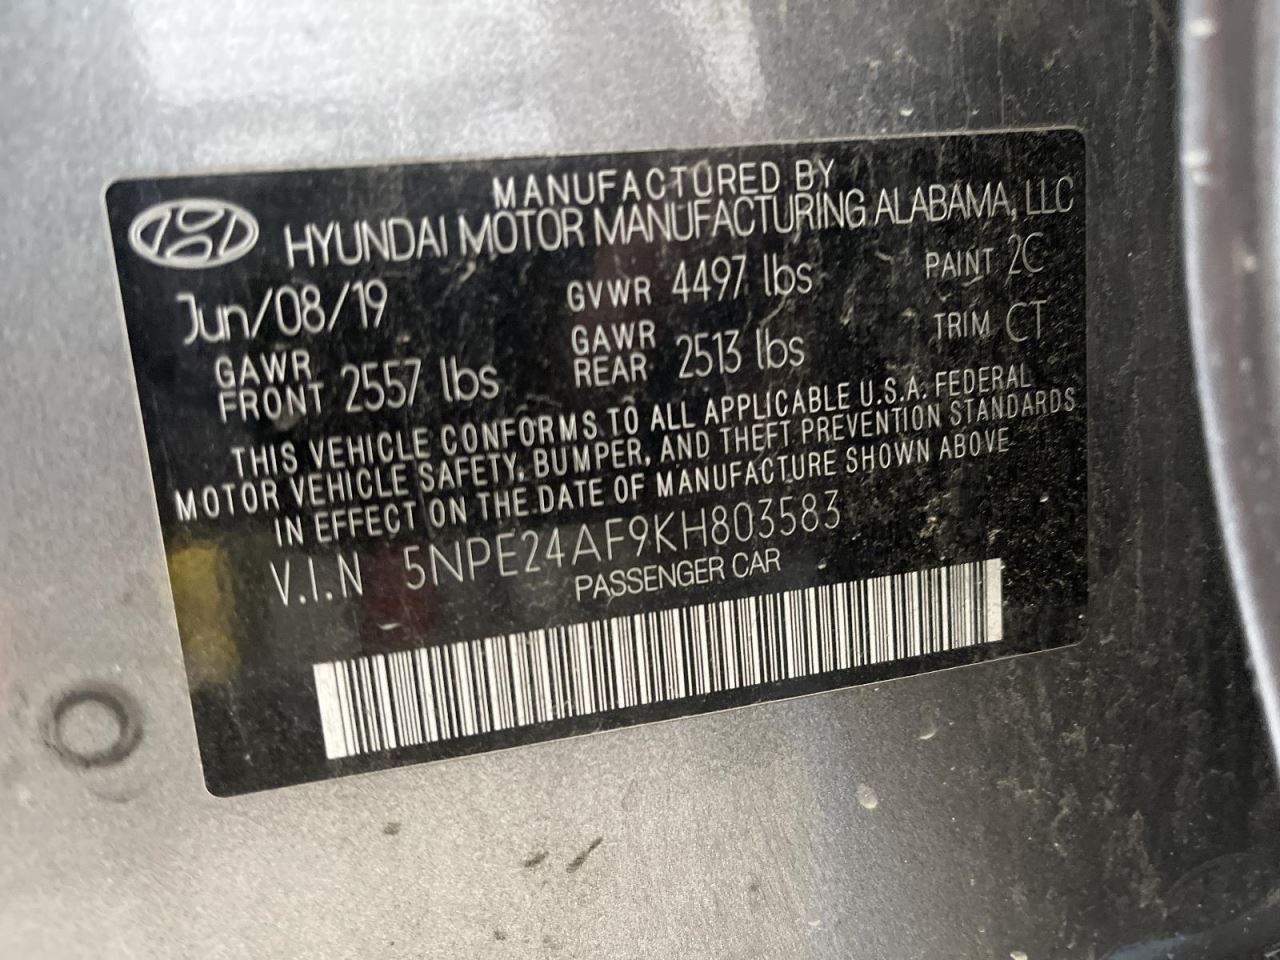 MANUFACTURED BY
HYUNDAI MOTOR MANUFACTURING ALABAMA, LLC
Jun/08/19 GVWR 4497 lbs PAINT 2C
GAWR FRONT 2557 lbs GAWR REAR 2513 lbs TRIM CT
THIS VEHICLE CONFORMS TO ALL APPLICABLE U.S.A. FEDERAL
MOTOR VEHICLE SAFETY, BUMPER, AND THEFT PREVENTION STANDARDS
IN EFFECT ON THE DATE OF MANUFACTURE SHOWN ABOVE
V.I.N 5NPE24AF9KH803583
PASSENGER CAR